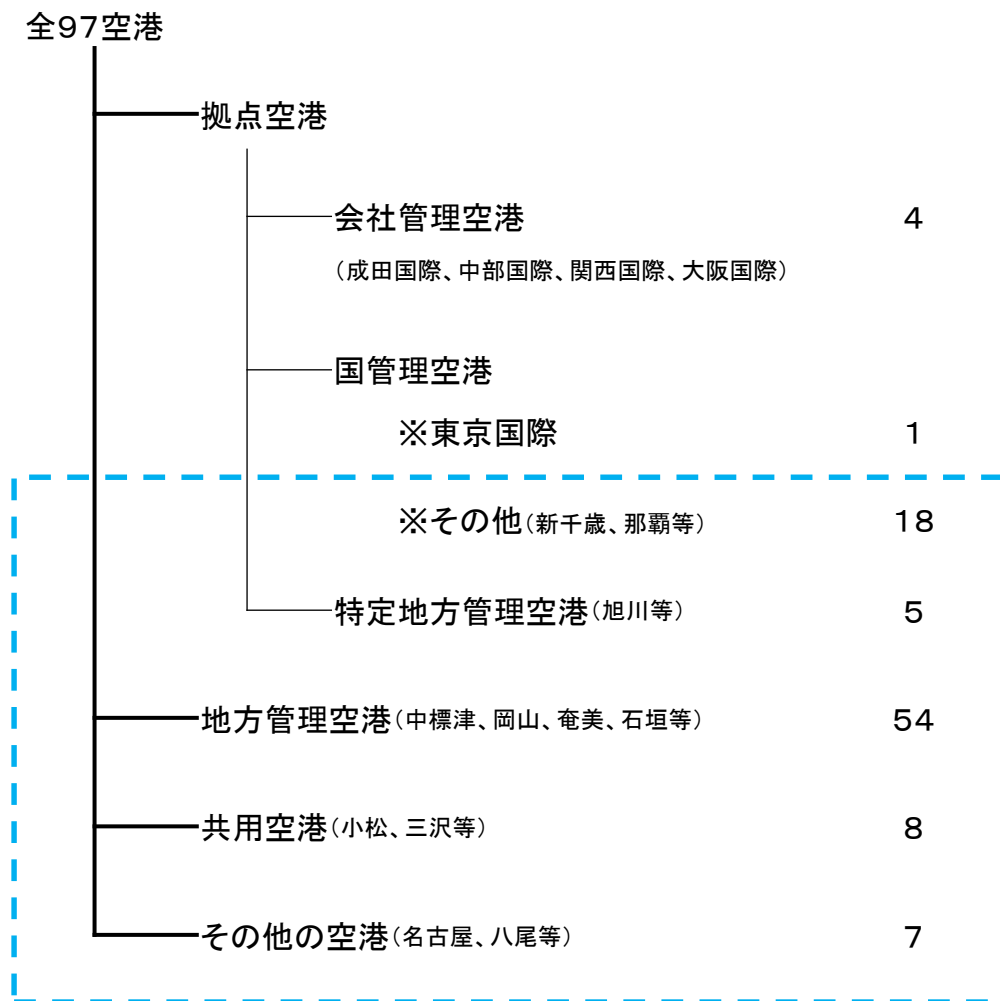 全97空港
拠点空港
会社管理空港 4
(成田国際、中部国際、関西国際、大阪国際)
国管理空港
※東京国際 1
※その他(新千歳、那覇等) 18
特定地方管理空港(旭川等) 5
地方管理空港(中標津、岡山、奄美、石垣等) 54
共用空港(小松、三沢等) 8
その他の空港(名古屋、八尾等) 7